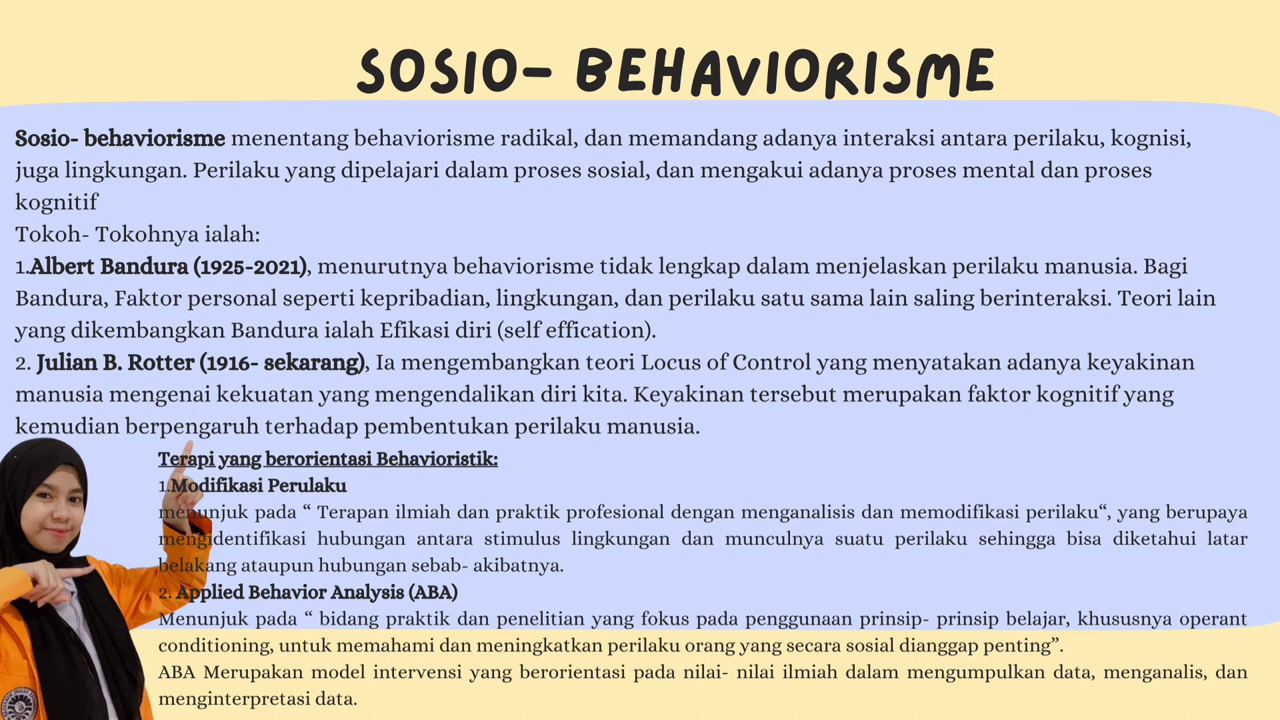 SOSIO- BEHAVIORISME
Sosio- behaviorisme menentang behaviorisme radikal, dan memandang adanya interaksi antara perilaku, kognisi,
juga lingkungan. Perilaku yang dipelajari dalam proses sosial, dan mengakui adanya proses mental dan proses
kognitif
Tokoh- Tokohnya ialah:
1.Albert Bandura (1925-2021), menurutnya behaviorisme tidak lengkap dalam menjelaskan perilaku manusia. Bagi
Bandura, Faktor personal seperti kepribadian, lingkungan, dan perilaku satu sama lain saling berinteraksi. Teori lain
yang dikembangkan Bandura ialah Efikasi diri (self effication).
2. Julian B. Rotter (1916- sekarang), Ia mengembangkan teori Locus of Control yang menyatakan adanya keyakinan
manusia mengenai kekuatan yang mengendalikan diri kita. Keyakinan tersebut merupakan faktor kognitif yang
kemudian berpengaruh terhadap pembentukan perilaku manusia.
Terapi yang berorientasi Behavioristik:
1.Modifikasi Perulaku
menunjuk pada “ Terapan ilmiah dan praktik profesional dengan menganalisis dan memodifikasi perilaku“, yang berupaya
mengidentifikasi hubungan antara stimulus lingkungan dan munculnya suatu perilaku sehingga bisa diketahui latar
belakang ataupun hubungan sebab- akibatnya.
2. Applied Behavior Analysis (ABA)
Menunjuk pada “ bidang praktik dan penelitian yang fokus pada penggunaan prinsip- prinsip belajar, khususnya operant
conditioning, untuk memahami dan meningkatkan perilaku orang yang secara sosial dianggap penting”.
ABA Merupakan model intervensi yang berorientasi pada nilai- nilai ilmiah dalam mengumpulkan data, menganalis, dan
menginterpretasi data.